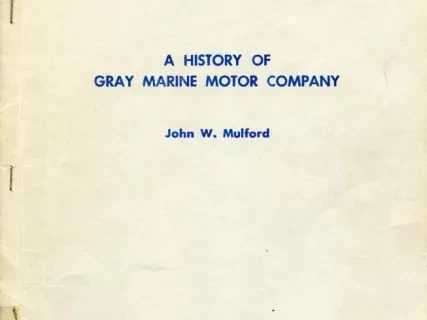 A HISTORY OF
GRAY MARINE MOTOR COMPANY
John W. Mulford